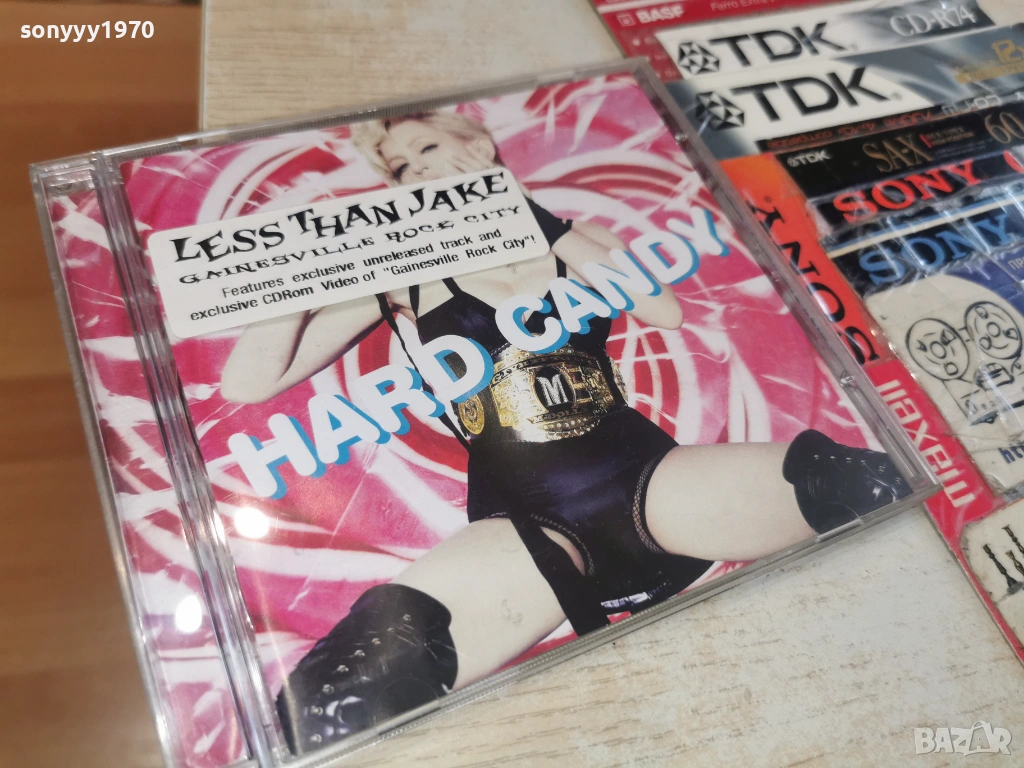 sonyyy1970
LESS THAN JAKE
GAINESVILLE ROCK CITY
Features exclusive unreleased track and
exclusive CDRom Video of "Gainesville Rock City"!
HARD CANDY
M
BASF
TDK
CD-R74
TDK
TDK
SA-X
60
SONY
SONY
SONY
maxell
BAZAR